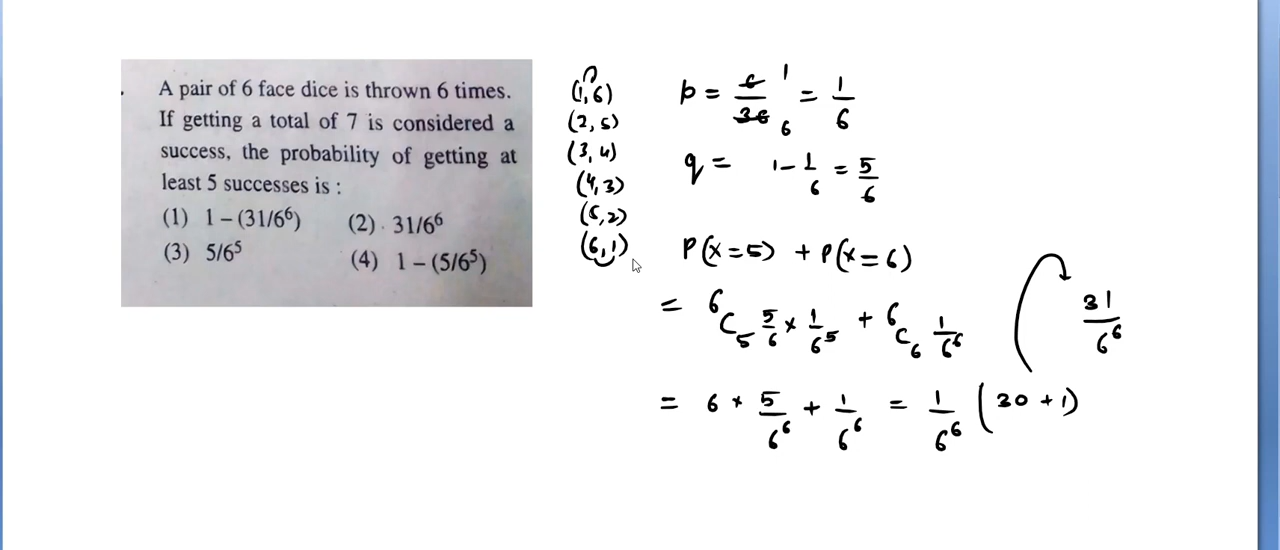 A pair of 6 face dice is thrown 6 times.
If getting a total of 7 is considered a
success, the probability of getting at
least 5 successes is :
(1) 1 – (31/6⁶) (2) 31/6⁶
(3) 5/6⁵ (4) 1 – (5/6⁵)
(1, 6)
(2, 5)
(3, 4)
(4, 3)
(5, 2)
(6, 1)
p = 6/36 1/6 = 1/6
q = 1 – 1/6 = 5/6
P(x = 5) + P(x = 6)
= ⁶C₅ 5/6 × 1/6⁵ + ⁶C₆ 1/6⁶
= 6 × 5/6⁶ + 1/6⁶ = 1/6⁶ (30 + 1)
31/6⁶